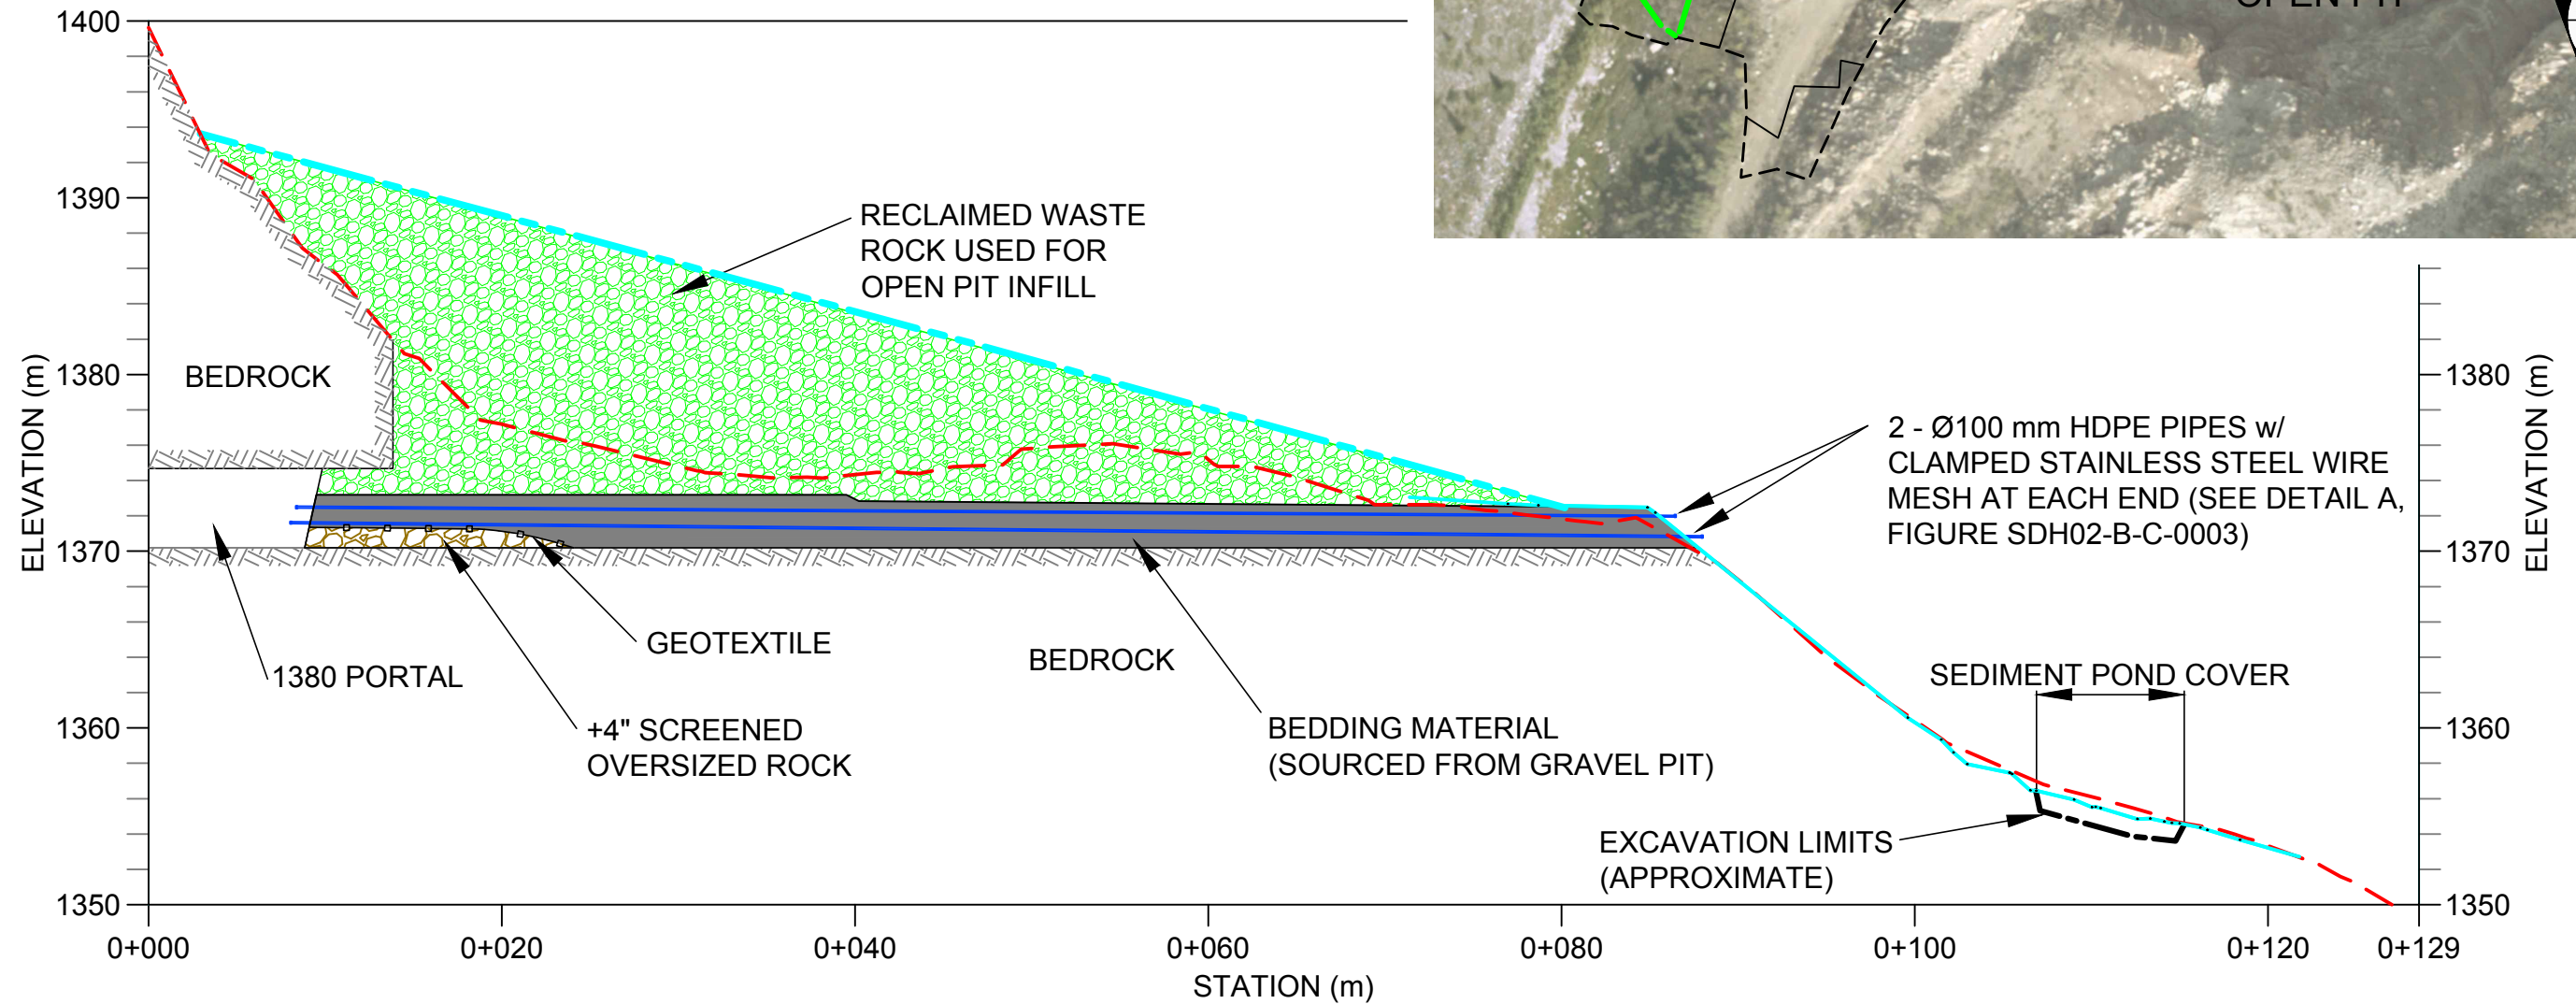 OPEN PIT
1400
1390
1380
1370
1360
1350
ELEVATION (m)
RECLAIMED WASTE
ROCK USED FOR
OPEN PIT INFILL
BEDROCK
1380 PORTAL
+4" SCREENED
OVERSIZED ROCK
GEOTEXTILE
BEDROCK
BEDDING MATERIAL
(SOURCED FROM GRAVEL PIT)
2 - Ø100 mm HDPE PIPES w/
CLAMPED STAINLESS STEEL WIRE
MESH AT EACH END (SEE DETAIL A,
FIGURE SDH02-B-C-0003)
SEDIMENT POND COVER
EXCAVATION LIMITS
(APPROXIMATE)
1380
1370
1360
1350
ELEVATION (m)
0+000 0+020 0+040 0+060 0+080 0+100 0+120 0+129
STATION (m)